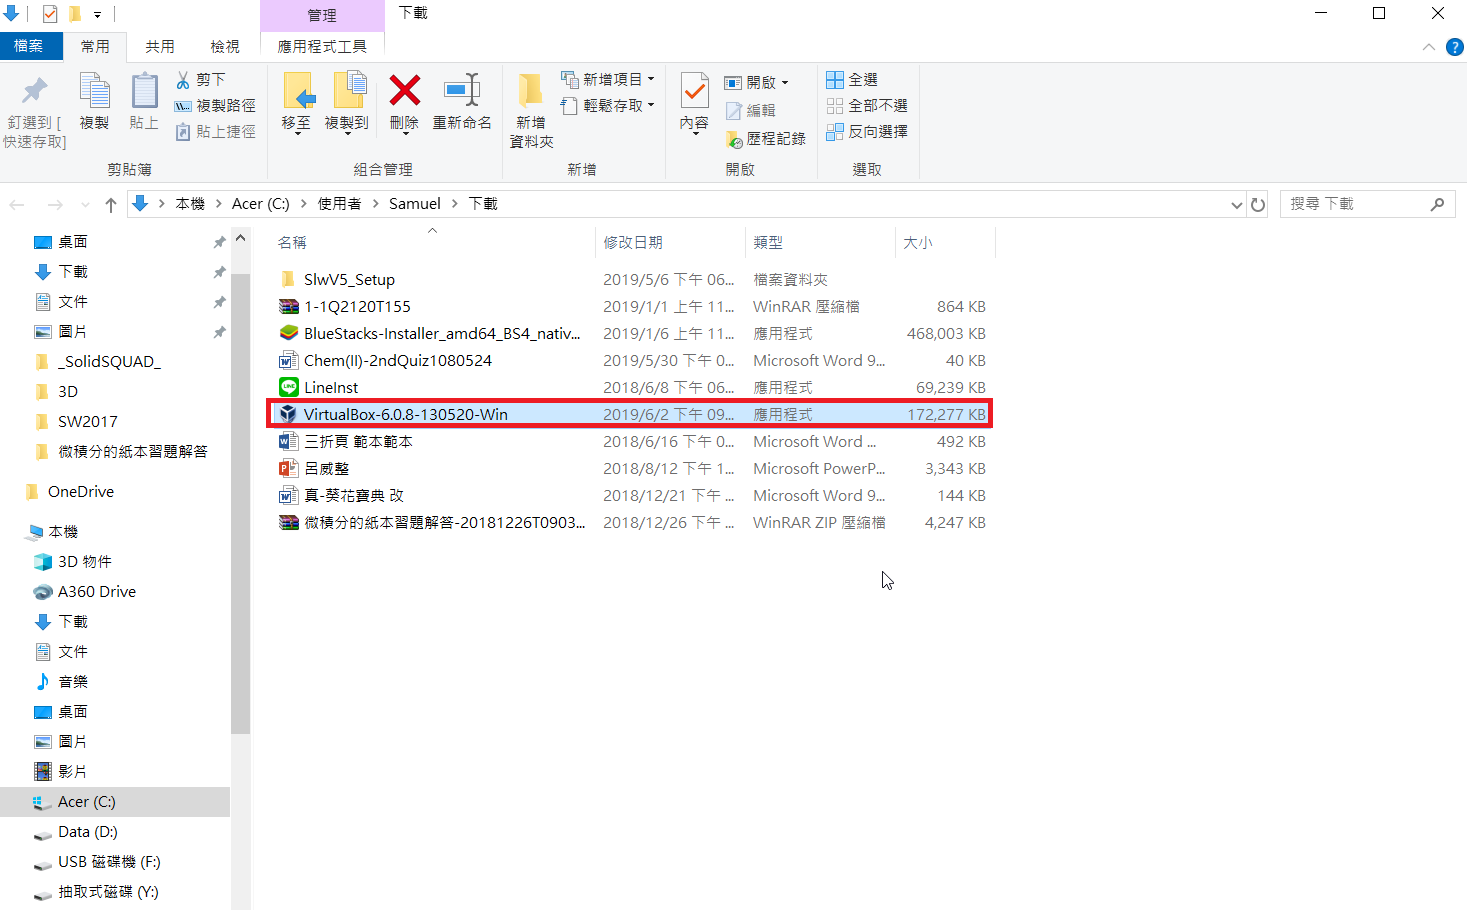 管理
下載
檔案
常用
共用
檢視
應用程式工具
釘選到 [
快速存取]
複製
貼上
剪下
複製路徑
貼上捷徑
剪貼簿
移至
複製到
刪除
重新命名
組合管理
新增
資料夾
新增項目
輕鬆存取
新增
內容
開啟
編輯
歷程記錄
開啟
全選
全部不選
反向選擇
選取
本機 > Acer (C:) > 使用者 > Samuel > 下載
搜尋 下載
桌面
下載
文件
圖片
_SolidSQUAD_
3D
SW2017
微積分的紙本習題解答
OneDrive
本機
3D 物件
A360 Drive
下載
文件
音樂
桌面
圖片
影片
Acer (C:)
Data (D:)
USB 磁碟機 (F:)
抽取式磁碟 (Y:)
名稱 修改日期 類型 大小
SlwV5_Setup 2019/5/6 下午 06... 檔案資料夾
1-1Q2120T155 2019/1/1 上午 11... WinRAR 壓縮檔 864 KB
BlueStacks-Installer_amd64_BS4_nativ... 2019/1/6 上午 11... 應用程式 468,003 KB
Chem(II)-2ndQuiz1080524 2019/5/30 下午 0... Microsoft Word 9... 40 KB
LineInst 2018/6/8 下午 06... 應用程式 69,239 KB
VirtualBox-6.0.8-130520-Win 2019/6/2 下午 09... 應用程式 172,277 KB
三折頁 範本範本 2018/6/16 下午 0... Microsoft Word ... 492 KB
呂威整 2018/8/12 下午 1... Microsoft PowerP... 3,343 KB
真-葵花寶典 改 2018/12/21 下午 ... Microsoft Word 9... 144 KB
微積分的紙本習題解答-20181226T0903... 2018/12/26 下午 ... WinRAR ZIP 壓縮檔 4,247 KB